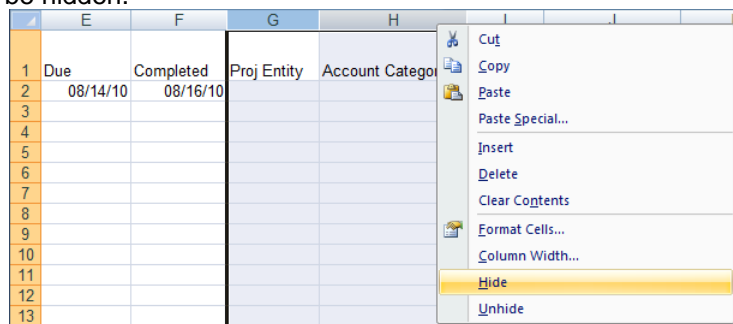 be hidden.
E F G H I J
1 Due Completed Proj Entity Account Categor
2 08/14/10 08/16/10
3
4
5
6
7
8
9
10
11
12
13
Cut
Copy
Paste
Paste Special...
Insert
Delete
Clear Contents
Format Cells...
Column Width...
Hide
Unhide